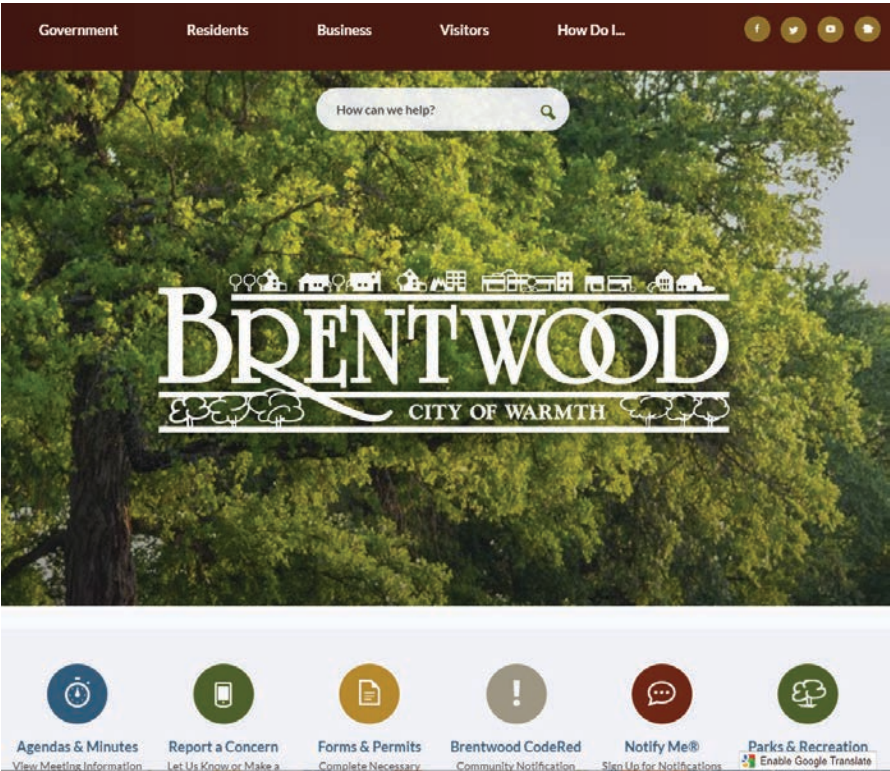 Government Residents Business Visitors How Do I...
How can we help?
BRENTWOOD
CITY OF WARMTH
Agendas & Minutes Report a Concern Forms & Permits Brentwood CodeRed Notify Me® Parks & Recreation
View Meeting Information Let Us Know or Make a Complete Necessary Community Notification Sign Up for Notifications
Enable Google Translate